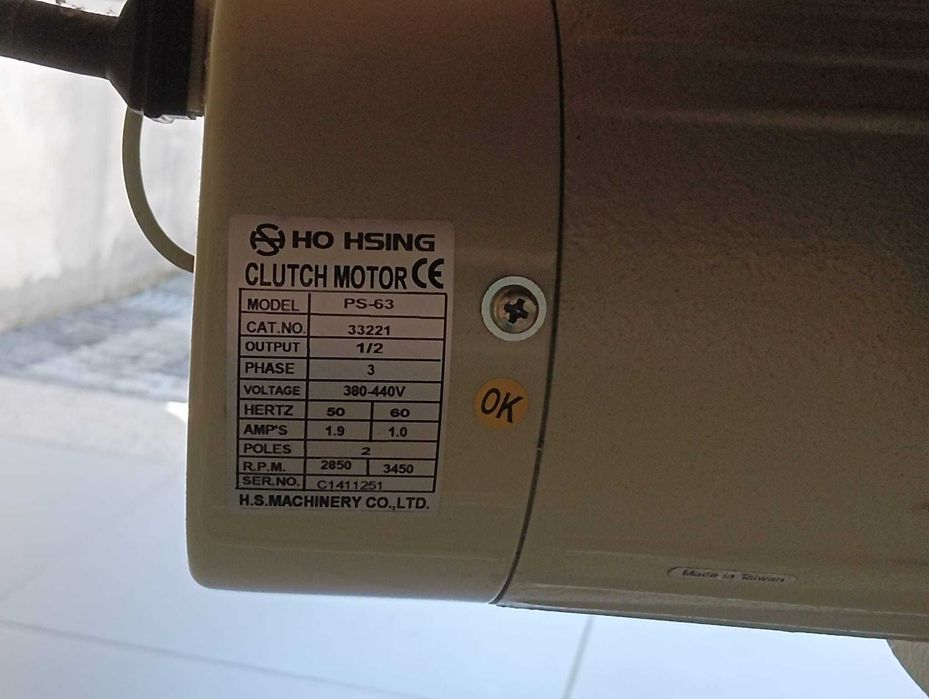 HO HSING
CLUTCH MOTOR CE
MODEL PS-63
CAT.NO. 33221
OUTPUT 1/2
PHASE 3
VOLTAGE 380-440V
HERTZ 50 60
AMP'S 1.9 1.0
POLES 2
R.P.M. 2850 3450
SER.NO. C1411251
H.S.MACHINERY CO.,LTD.
OK
Made in Taiwan